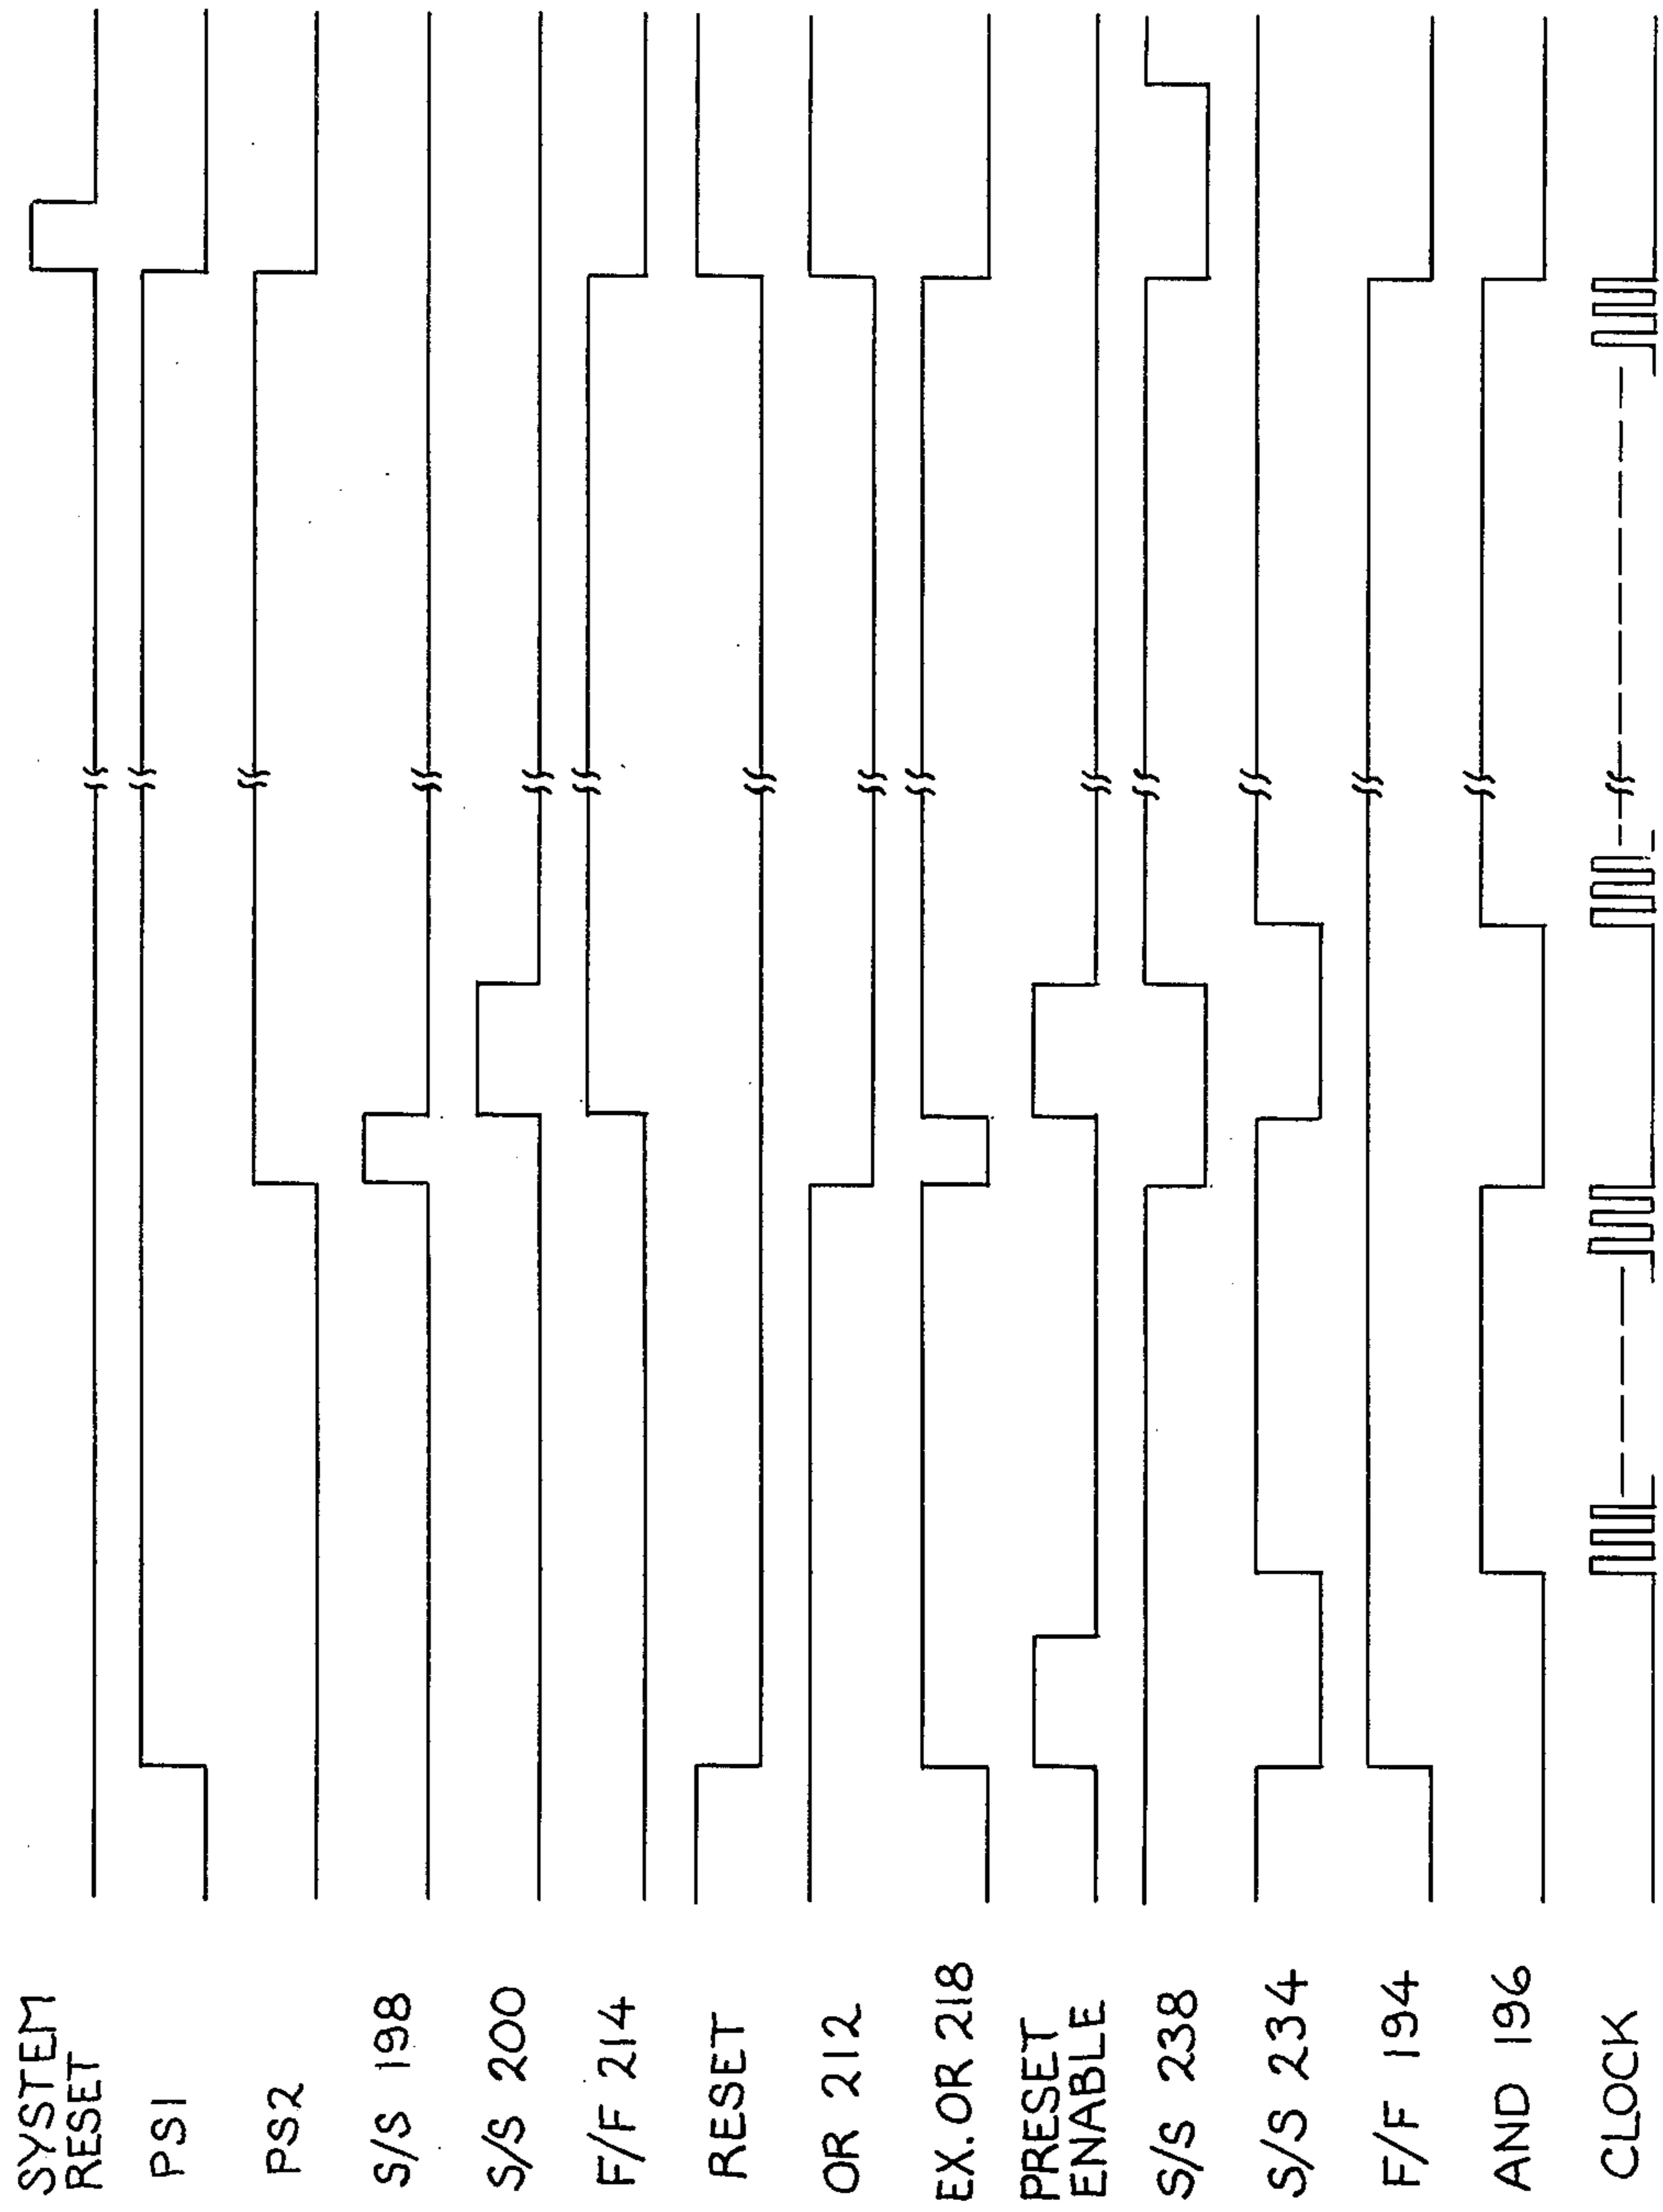 SYSTEM
RESET
PS1
PS2
S/S 198
S/S 200
F/F 214
RESET
OR 212
EX.OR 218
PRESET
ENABLE
S/S 238
S/S 234
F/F 194
AND 196
CLOCK